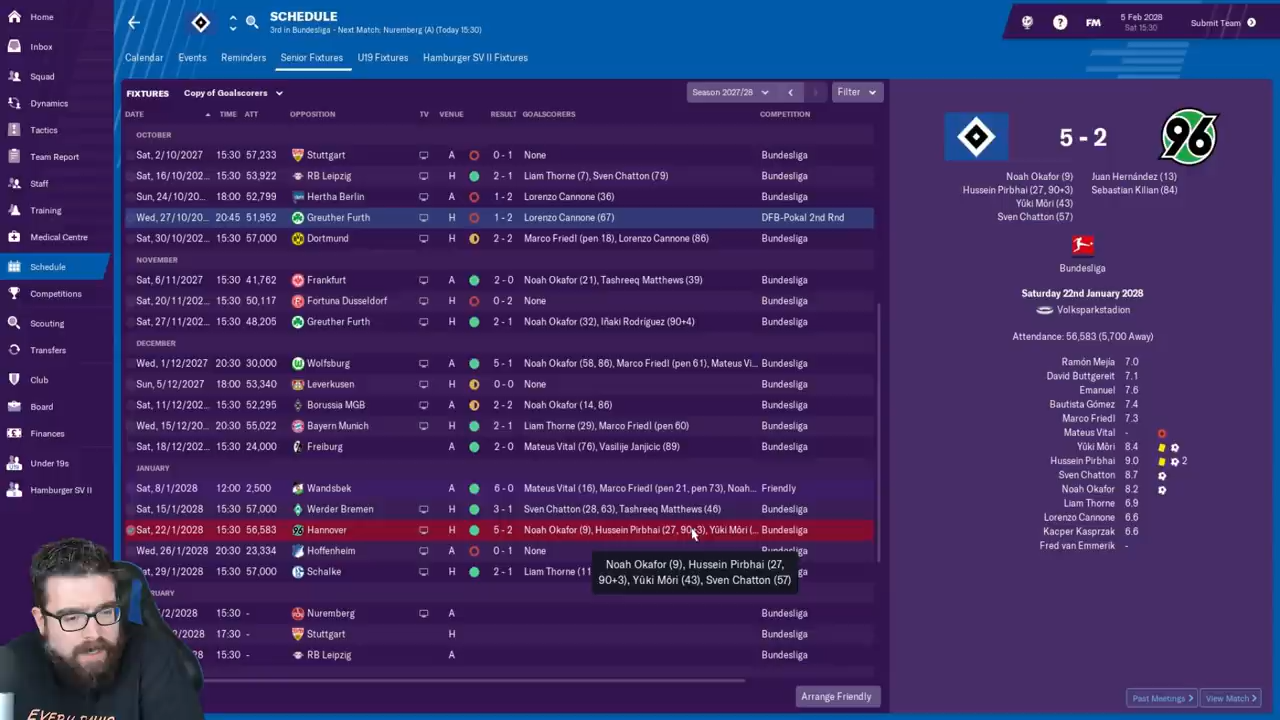 Home
Inbox
Squad
Dynamics
Tactics
Team Report
Staff
Training
Medical Centre
Schedule
Competitions
Scouting
Transfers
Club
Board
Finances
Under 19s
Hamburger SV II
SCHEDULE
3rd in Bundesliga - Next Match: Nuremberg (A) (Today 15:30)
FM
5 Feb 2028
Sat 15:30
Submit Team
Calendar Events Reminders Senior Fixtures U19 Fixtures Hamburger SV II Fixtures
FIXTURES Copy of Goalscorers Season 2027/28 Filter
DATE TIME ATT OPPOSITION TV VENUE RESULT GOALSCORERS COMPETITION
OCTOBER
Sat, 2/10/2027 15:30 57,233 Stuttgart A 0 - 1 None Bundesliga
Sat, 16/10/202... 15:30 53,922 RB Leipzig H 2 - 1 Liam Thorne (7), Sven Chatton (79) Bundesliga
Sun, 24/10/20... 18:00 52,799 Hertha Berlin A 1 - 2 Lorenzo Cannone (36) Bundesliga
Wed, 27/10/20... 20:45 51,952 Greuther Furth H 1 - 2 Lorenzo Cannone (67) DFB-Pokal 2nd Rnd
Sat, 30/10/202... 15:30 57,000 Dortmund H 2 - 2 Marco Friedl (pen 18), Lorenzo Cannone (86) Bundesliga
NOVEMBER
Sat, 6/11/2027 15:30 41,762 Frankfurt A 2 - 0 Noah Okafor (21), Tashreeq Matthews (39) Bundesliga
Sat, 20/11/202... 15:30 50,117 Fortuna Dusseldorf H 0 - 2 None Bundesliga
Sat, 27/11/202... 15:30 48,205 Greuther Furth H 2 - 1 Noah Okafor (32), Iñaki Rodríguez (90+4) Bundesliga
DECEMBER
Wed, 1/12/2027 20:30 30,000 Wolfsburg A 5 - 1 Noah Okafor (58, 86), Marco Friedl (pen 61), Mateus Vi... Bundesliga
Sun, 5/12/2027 18:00 53,340 Leverkusen H 0 - 0 None Bundesliga
Sat, 11/12/202... 15:30 52,295 Borussia MGB A 2 - 2 Noah Okafor (14, 86) Bundesliga
Wed, 15/12/202... 20:30 55,022 Bayern Munich H 2 - 1 Liam Thorne (29), Marco Friedl (pen 60) Bundesliga
Sat, 18/12/202... 15:30 24,000 Freiburg A 2 - 0 Mateus Vital (76), Vasilije Janjicic (89) Bundesliga
JANUARY
Sat, 8/1/2028 12:00 2,500 Wandsbek A 6 - 0 Mateus Vital (16), Marco Friedl (pen 21, pen 73), Noah... Friendly
Sat, 15/1/2028 15:30 57,000 Werder Bremen H 3 - 1 Sven Chatton (28, 63), Tashreeq Matthews (46) Bundesliga
Sat, 22/1/2028 15:30 56,583 Hannover H 5 - 2 Noah Okafor (9), Hussein Pirbhai (27, 90+3), Yūki Mōri (... Bundesliga
Wed, 26/1/2028 20:30 23,334 Hoffenheim A 0 - 1 None Bundesliga
Sat, 29/1/2028 15:30 57,000 Schalke H 2 - 1 Liam Thorne (11 Bundesliga
Noah Okafor (9), Hussein Pirbhai (27,
90+3), Yūki Mōri (43), Sven Chatton (57)
RUARY
/2/2028 15:30 - Nuremberg A Bundesliga
2/2028 17:30 - Stuttgart H Bundesliga
/2028 15:30 - RB Leipzig A Bundesliga
Arrange Friendly
5 - 2
96
Noah Okafor (9) Juan Hernández (13)
Hussein Pirbhai (27, 90+3) Sebastian Kilian (84)
Yūki Mōri (43)
Sven Chatton (57)
Bundesliga
Saturday 22nd January 2028
Volksparkstadion
Attendance: 56,583 (5,700 Away)
Ramón Mejía 7.0
David Buttgereit 7.1
Emanuel 7.6
Bautista Gómez 7.4
Marco Friedl 7.3
Mateus Vital -
Yūki Mōri 8.4
Hussein Pirbhai 9.0 2
Sven Chatton 8.7
Noah Okafor 8.2
Liam Thorne 6.9
Lorenzo Cannone 6.6
Kacper Kasprzak 6.6
Fred van Emmerik -
Past Meetings View Match